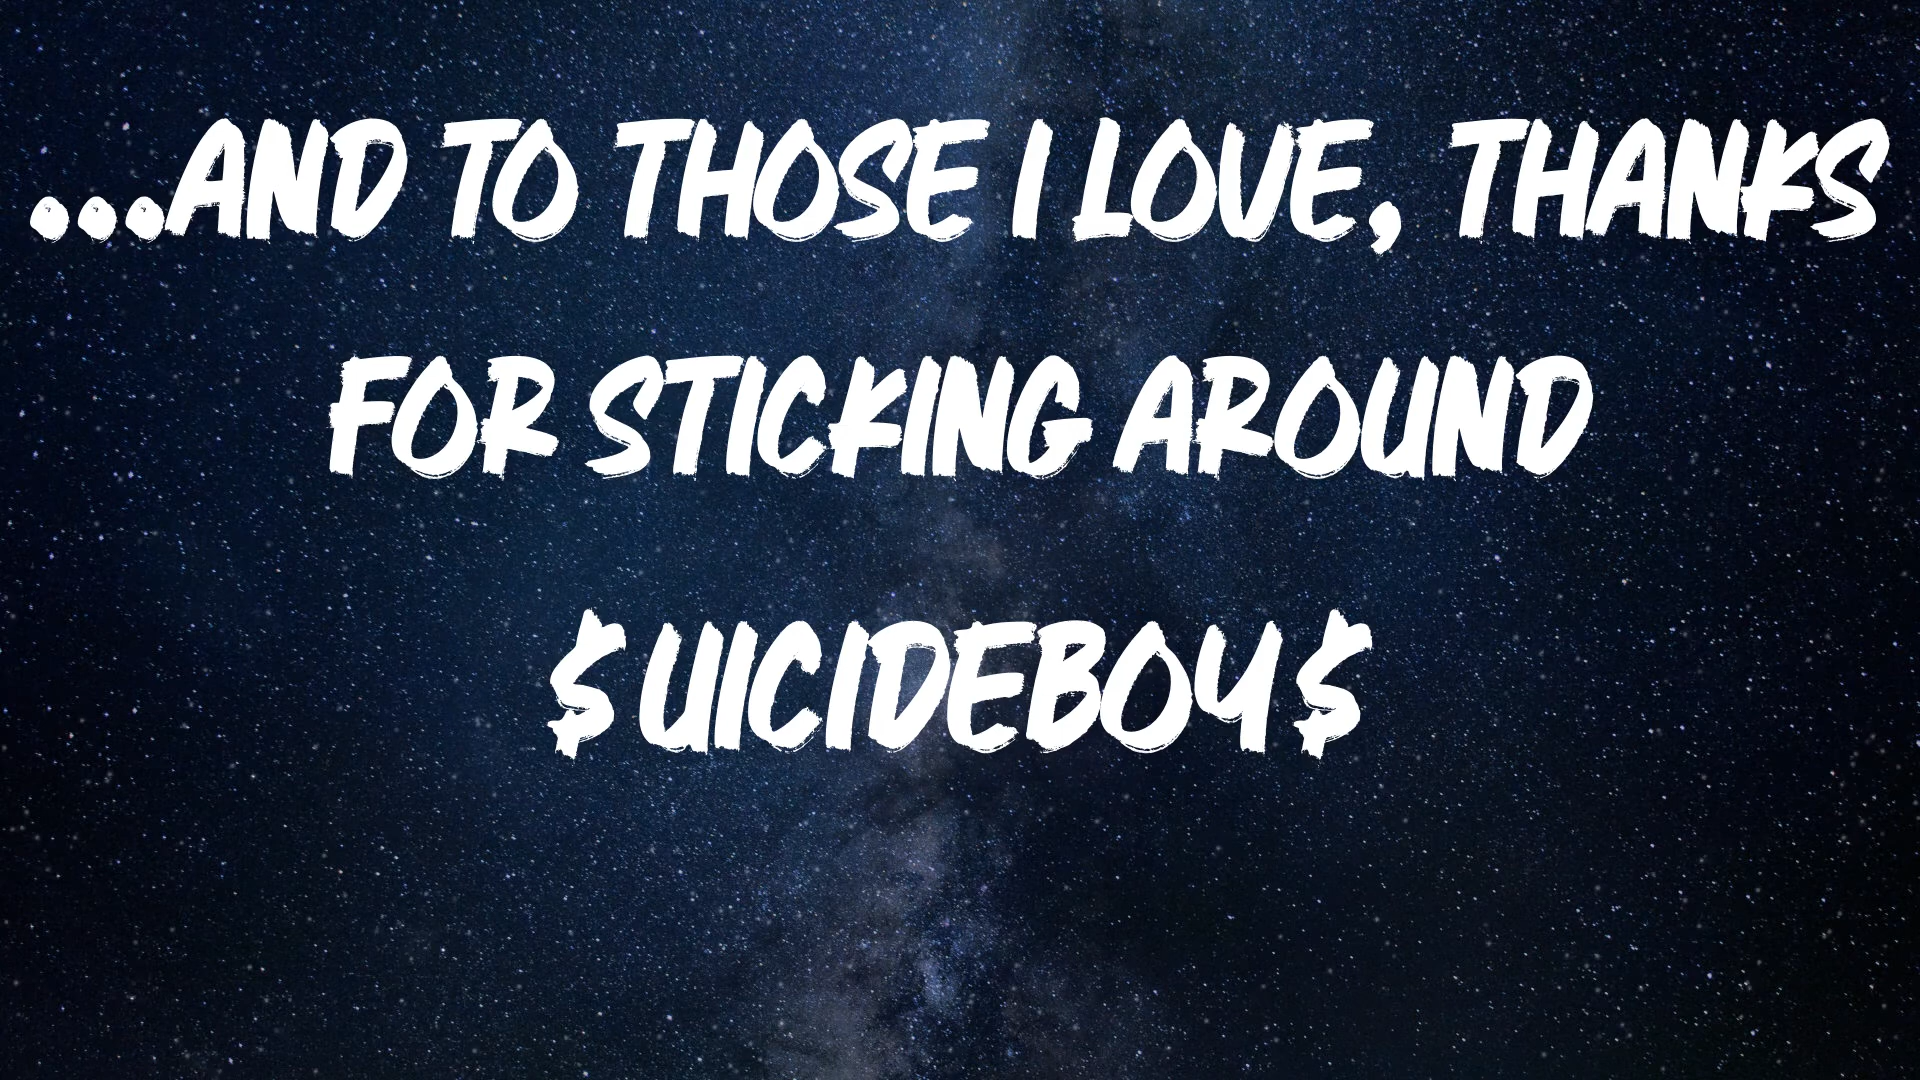 ...AND TO THOSE I LOVE, THANKS
FOR STICKING AROUND
$UICIDEBOY$